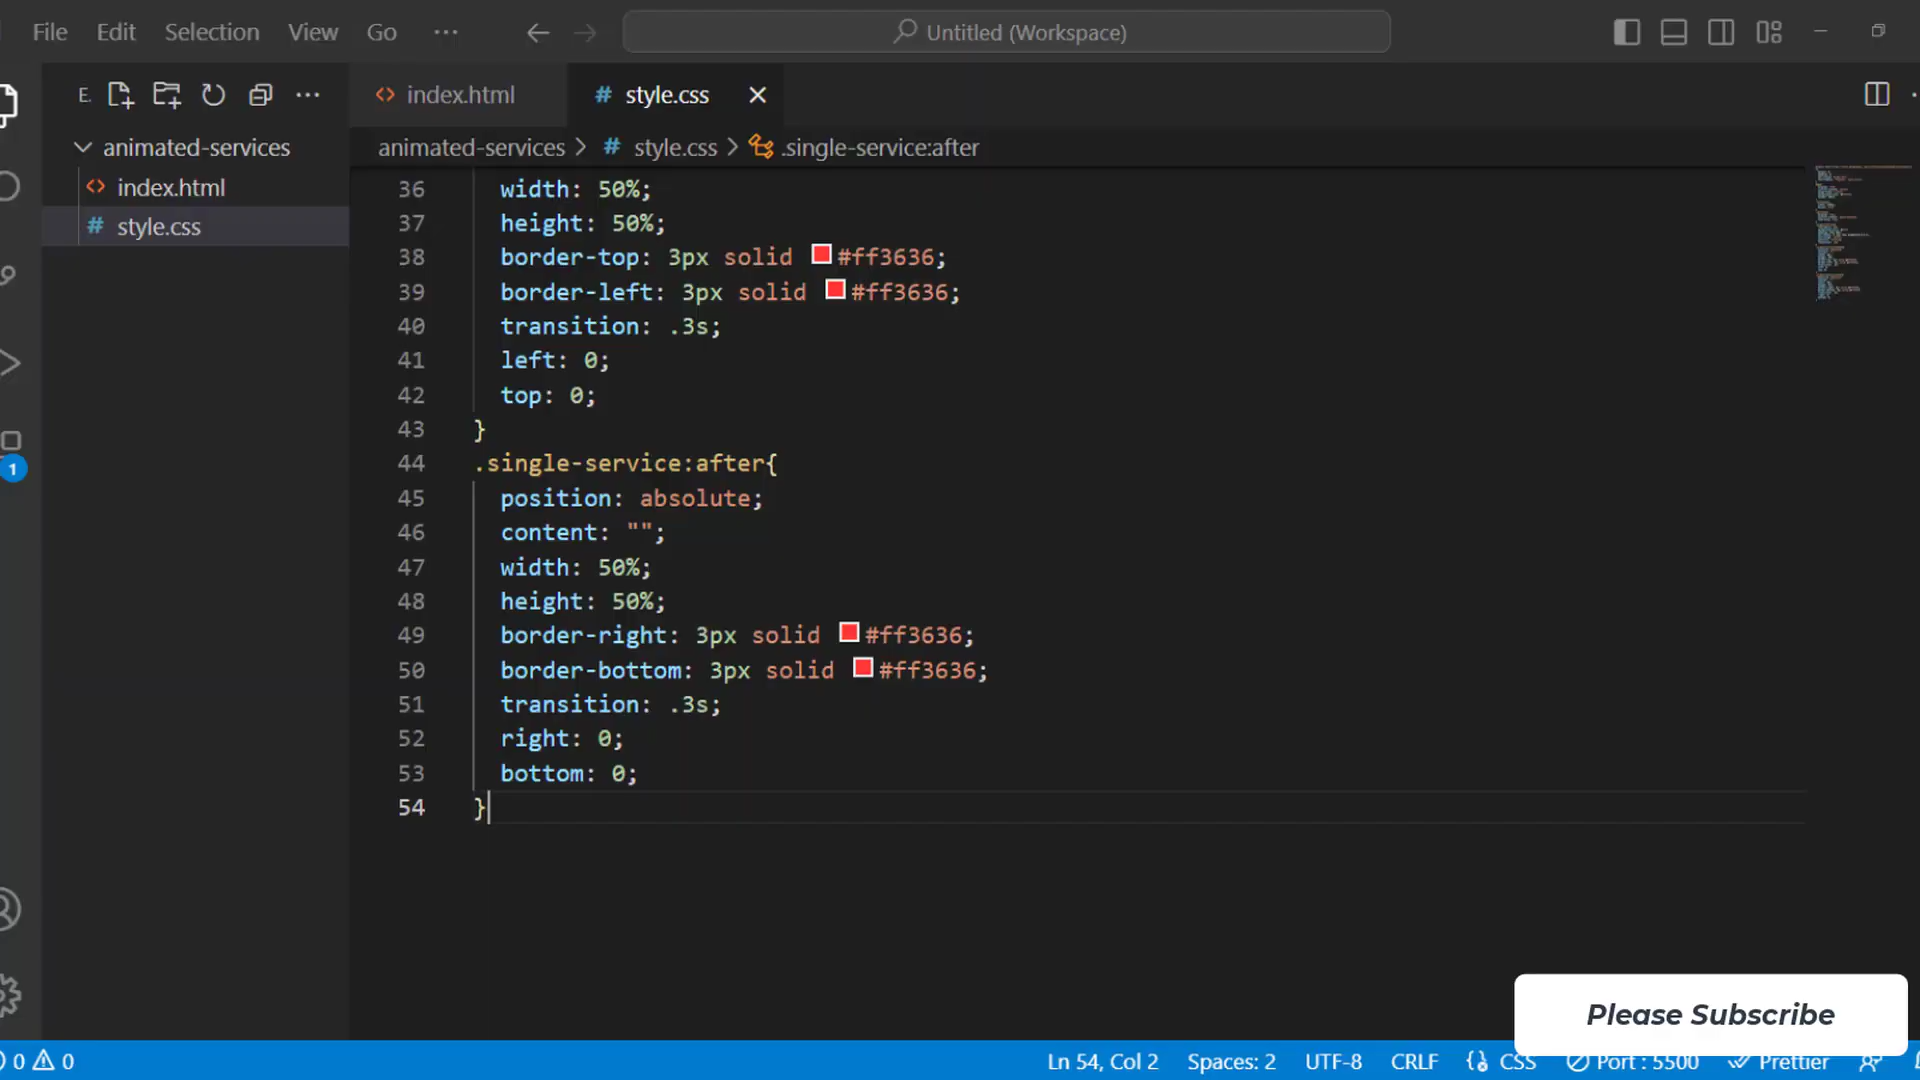 File Edit Selection View Go ··· Untitled (Workspace)
E. index.html # style.css
animated-services
animated-services > # style.css > .single-service:after
index.html
# style.css
36 width: 50%;
37 height: 50%;
38 border-top: 3px solid #ff3636;
39 border-left: 3px solid #ff3636;
40 transition: .3s;
41 left: 0;
42 top: 0;
43 }
44 .single-service:after{
45 position: absolute;
46 content: "";
47 width: 50%;
48 height: 50%;
49 border-right: 3px solid #ff3636;
50 border-bottom: 3px solid #ff3636;
51 transition: .3s;
52 right: 0;
53 bottom: 0;
54 }
1
Please Subscribe
0 0 Ln 54, Col 2 Spaces: 2 UTF-8 CRLF CSS Port : 5500 Prettier